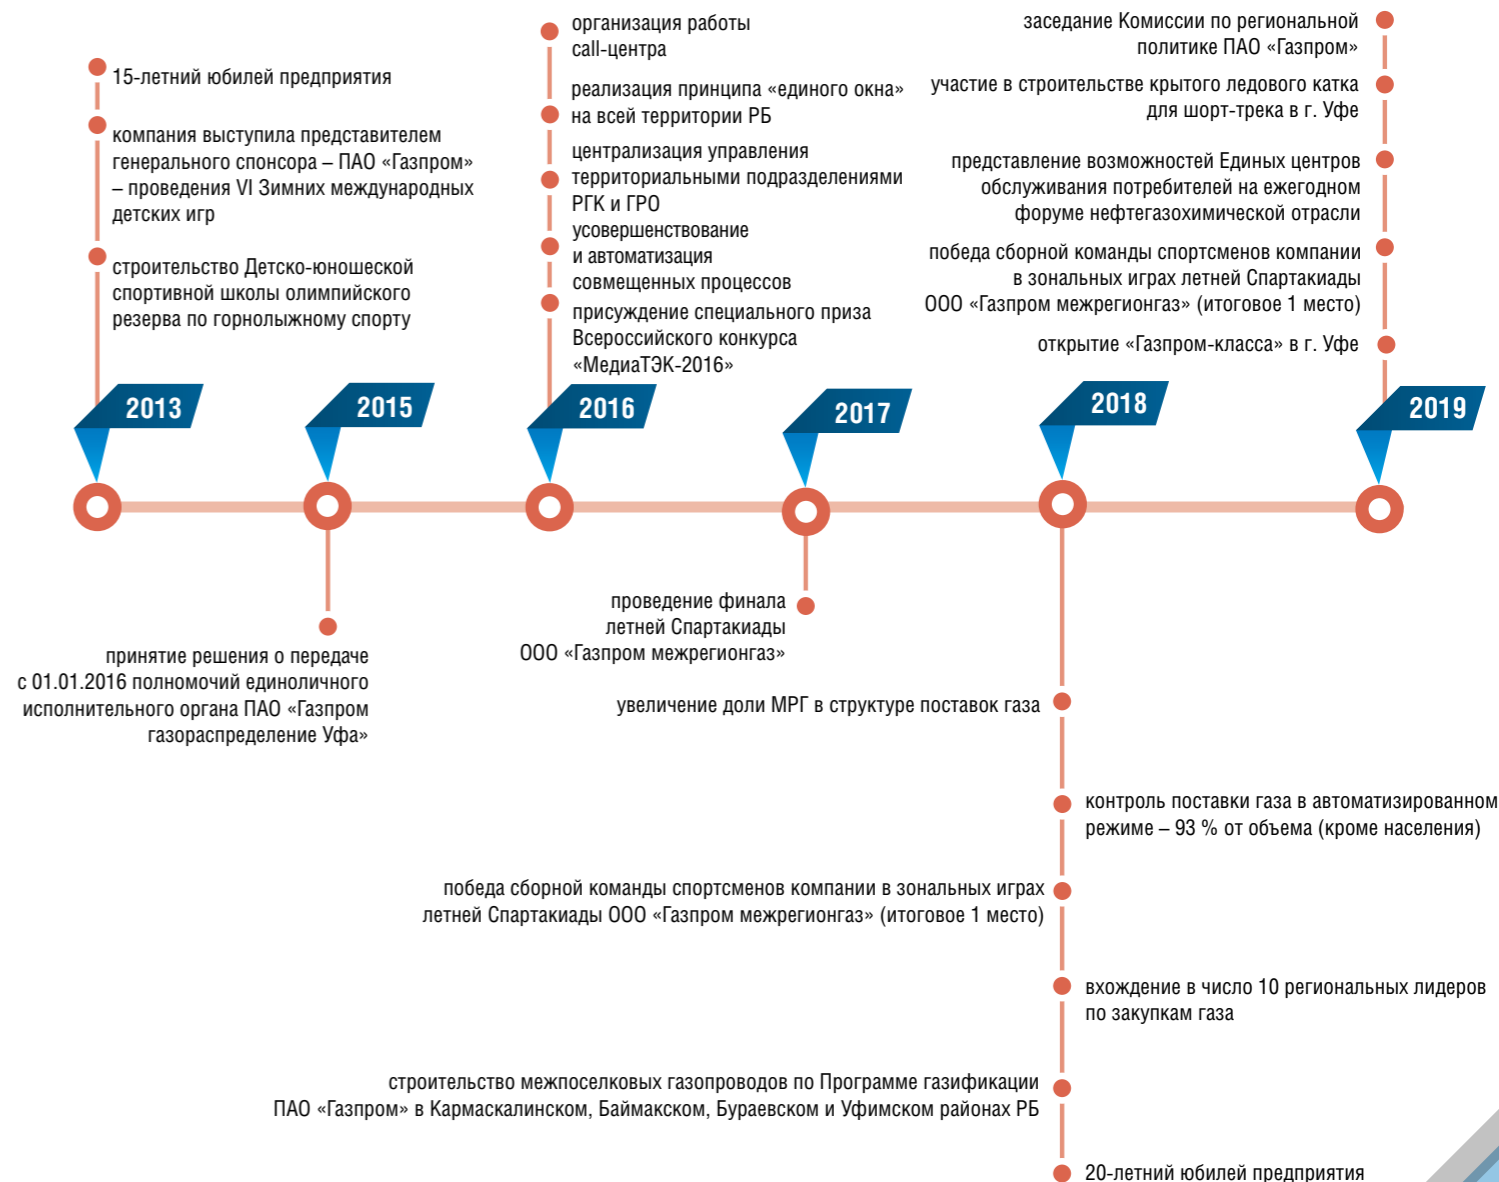 15-летний юбилей предприятия
компания выступила представителем
генерального спонсора – ПАО «Газпром»
– проведения VI Зимних международных
детских игр
строительство Детско-юношеской
спортивной школы олимпийского
резерва по горнолыжному спорту
2013
2015
принятие решения о передаче
с 01.01.2016 полномочий единоличного
исполнительного органа ПАО «Газпром
газораспределение Уфа»
организация работы
call-центра
реализация принципа «единого окна»
на всей территории РБ
централизация управления
территориальными подразделениями
РГК и ГРО
усовершенствование
и автоматизация
совмещенных процессов
присуждение специального приза
Всероссийского конкурса
«МедиаТЭК-2016»
2016
2017
проведение финала
летней Спартакиады
ООО «Газпром межрегионгаз»
2018
увеличение доли МРГ в структуре поставок газа
контроль поставки газа в автоматизированном
режиме – 93 % от объема (кроме населения)
победа сборной команды спортсменов компании в зональных играх
летней Спартакиады ООО «Газпром межрегионгаз» (итоговое 1 место)
вхождение в число 10 региональных лидеров
по закупкам газа
строительство межпоселковых газопроводов по Программе газификации
ПАО «Газпром» в Кармаскалинском, Баймакском, Бураевском и Уфимском районах РБ
20-летний юбилей предприятия
заседание Комиссии по региональной
политике ПАО «Газпром»
участие в строительстве крытого ледового катка
для шорт-трека в г. Уфе
представление возможностей Единых центров
обслуживания потребителей на ежегодном
форуме нефтегазохимической отрасли
победа сборной команды спортсменов компании
в зональных играх летней Спартакиады
ООО «Газпром межрегионгаз» (итоговое 1 место)
открытие «Газпром-класса» в г. Уфе
2019